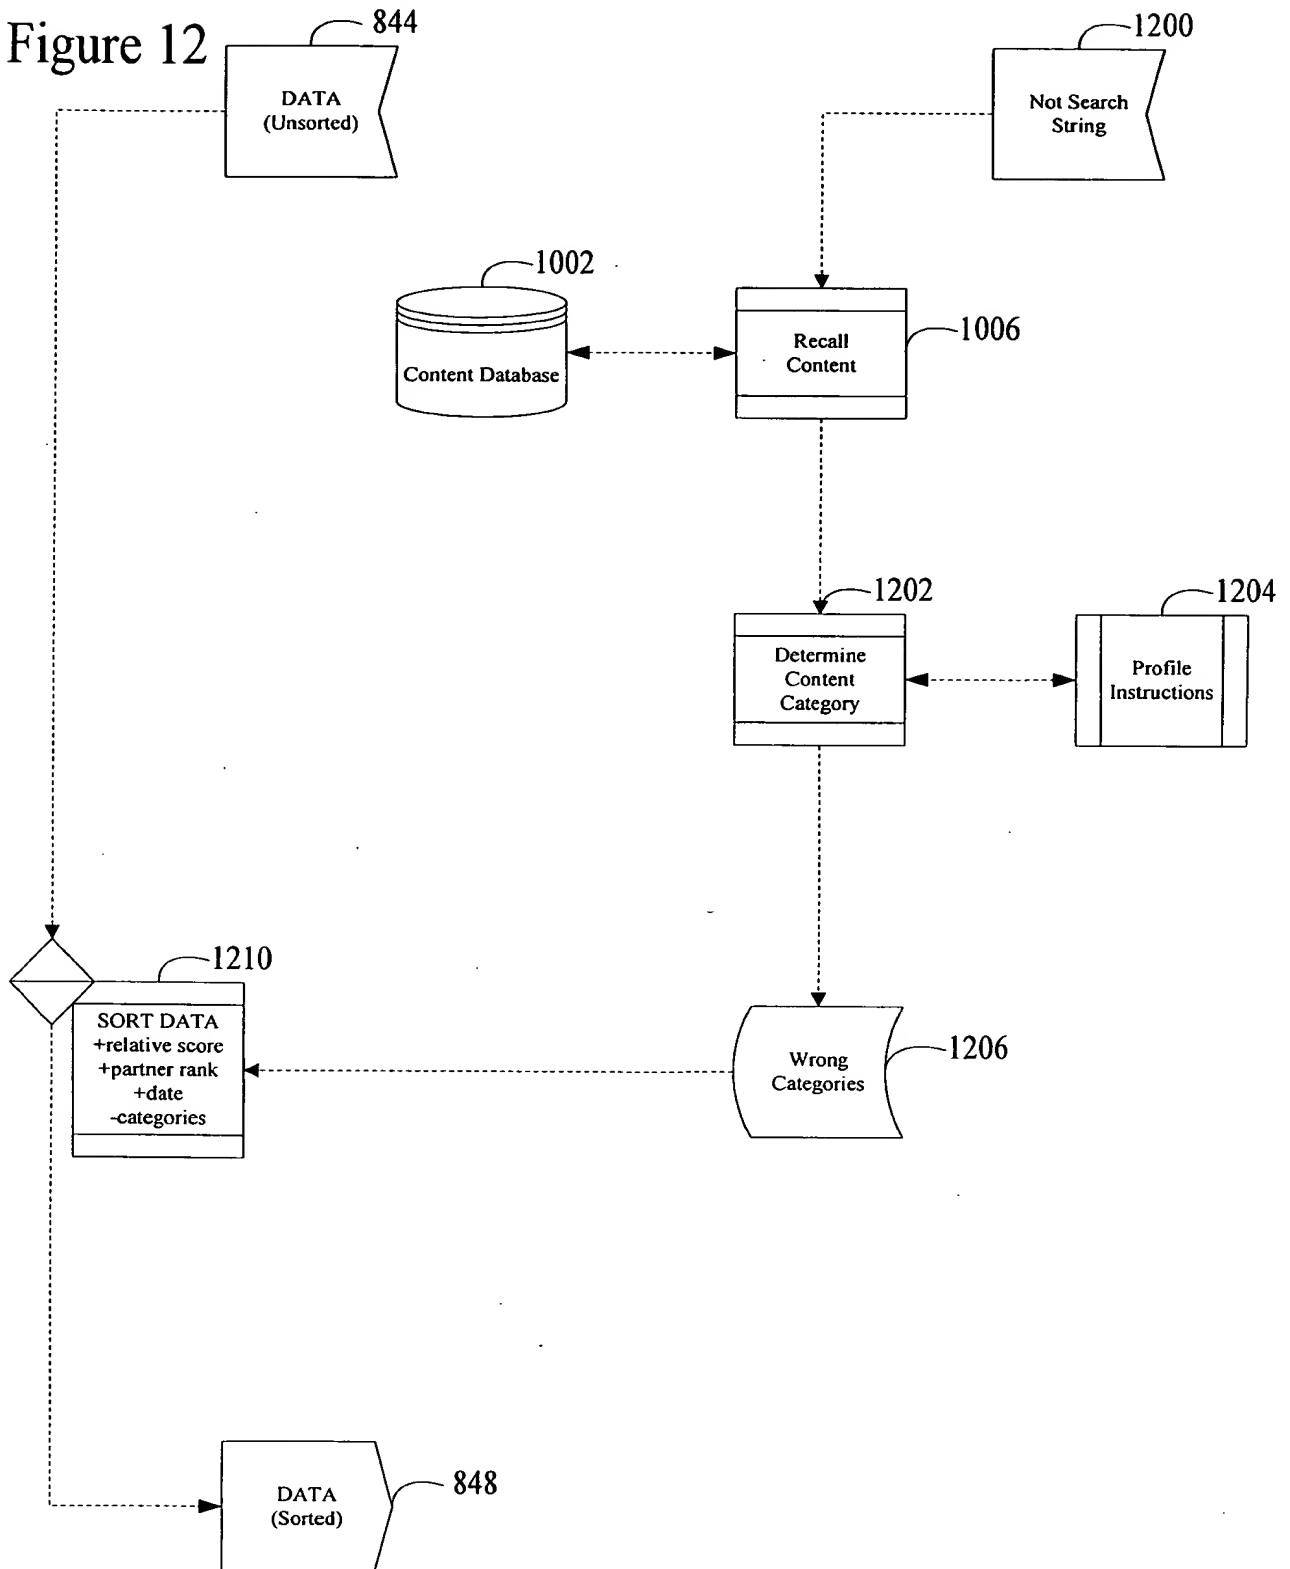 Figure 12
844
DATA
(Unsorted)
1200
Not Search
String
1002
Content Database
1006
Recall
Content
1202
Determine
Content
Category
1204
Profile
Instructions
1210
SORT DATA
+relative score
+partner rank
+date
-categories
1206
Wrong
Categories
848
DATA
(Sorted)